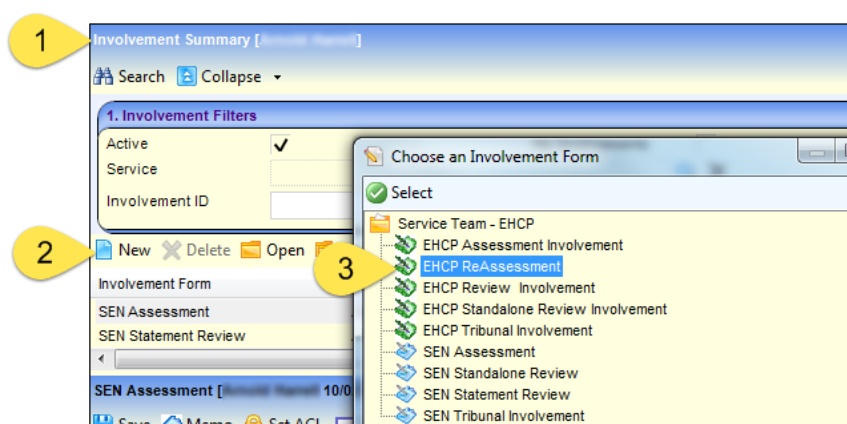 1
Involvement Summary [
]
Search Collapse
1. Involvement Filters
Active
Service
Involvement ID
2
New Delete Open
Involvement Form
SEN Assessment
SEN Statement Review
SEN Assessment [
10/0
Save Memo Set ACL
Choose an Involvement Form
Select
Service Team - EHCP
EHCP Assessment Involvement
3
EHCP ReAssessment
EHCP Review Involvement
EHCP Standalone Review Involvement
EHCP Tribunal Involvement
SEN Assessment
SEN Standalone Review
SEN Statement Review
SEN Tribunal Involvement